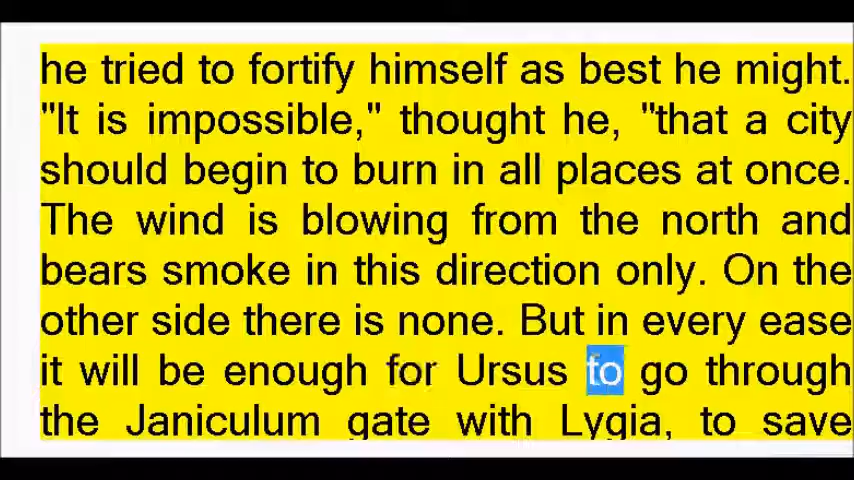 he tried to fortify himself as best he might.
"It is impossible," thought he, "that a city
should begin to burn in all places at once.
The wind is blowing from the north and
bears smoke in this direction only. On the
other side there is none. But in every ease
it will be enough for Ursus to go through
the Janiculum gate with Lygia, to save